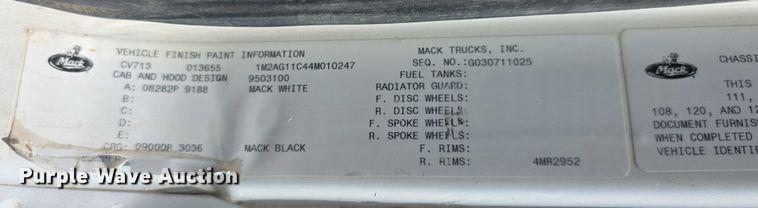 Mack
VEHICLE FINISH PAINT INFORMATION
CV713 013655 1M2AG11C44M010247
CAB AND HOOD DESIGN 9503100
A: 08282P 9188 MACK WHITE
B:
C:
D:
E:
CRG: 09000P 3036 MACK BLACK
MACK TRUCKS, INC.
SEQ. NO.:G030711025
FUEL TANKS:
RADIATOR GUARD:
F. DISC WHEELS:
R. DISC WHEELS:
F. SPOKE WHEELS:
R. SPOKE WHEELS:
F. RIMS:
R. RIMS: 4MR2952
Mack
CHASSI
THIS
111,
108, 120, AND 12
DOCUMENT FURNIS
WHEN COMPLETED
VEHICLE IDENTIF
Purple Wave Auction